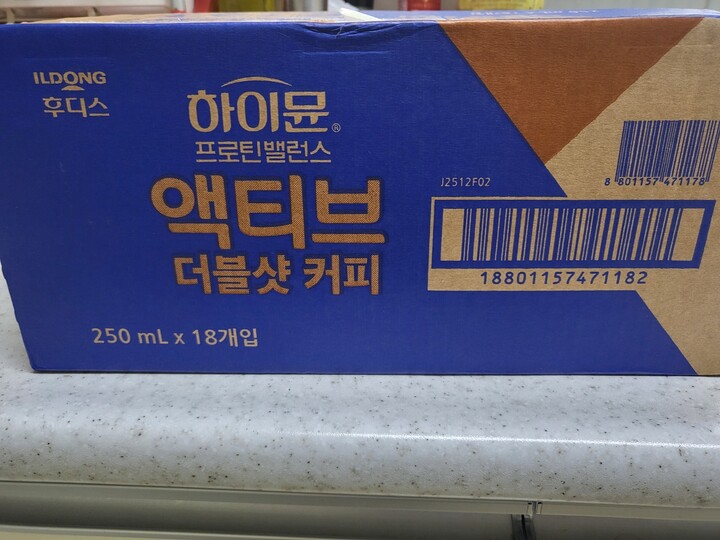 ILDONG
후디스
하이뮨®
프로틴밸런스
액티브
더블샷 커피
250 mL x 18개입
J2512F02
8 801157 471178
18801157471182